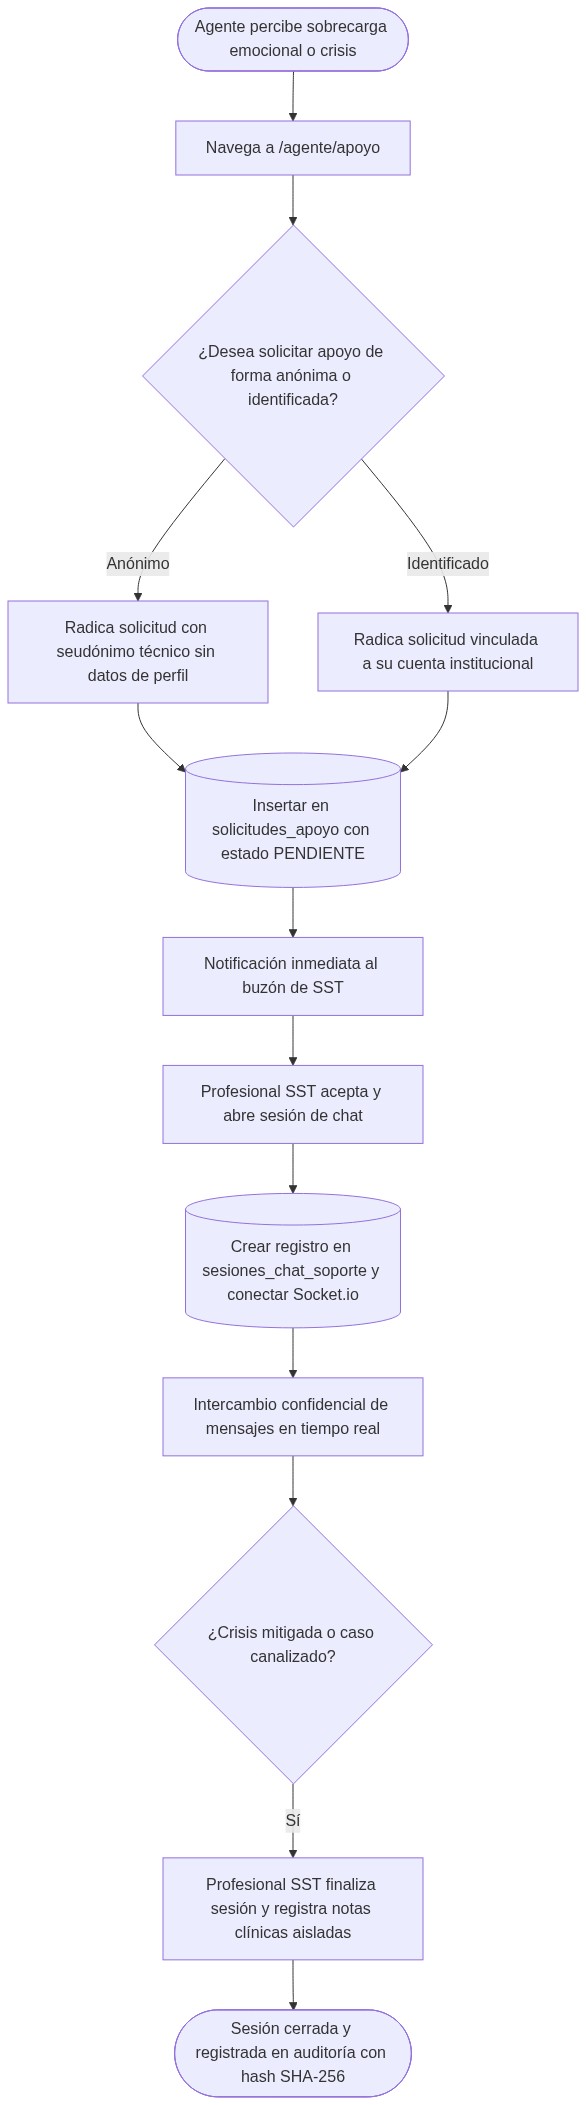 Agente percibe sobrecarga
emocional o crisis
Navega a /agente/apoyo
¿Desea solicitar apoyo de
forma anónima o
identificada?
Anónimo
Identificado
Radica solicitud con
seudónimo técnico sin
datos de perfil
Radica solicitud vinculada
a su cuenta institucional
Insertar en
solicitudes_apoyo con
estado PENDIENTE
Notificación inmediata al
buzón de SST
Profesional SST acepta y
abre sesión de chat
Crear registro en
sesiones_chat_soporte y
conectar Socket.io
Intercambio confidencial de
mensajes en tiempo real
¿Crisis mitigada o caso
canalizado?
Sí
Profesional SST finaliza
sesión y registra notas
clínicas aisladas
Sesión cerrada y
registrada en auditoría con
hash SHA-256